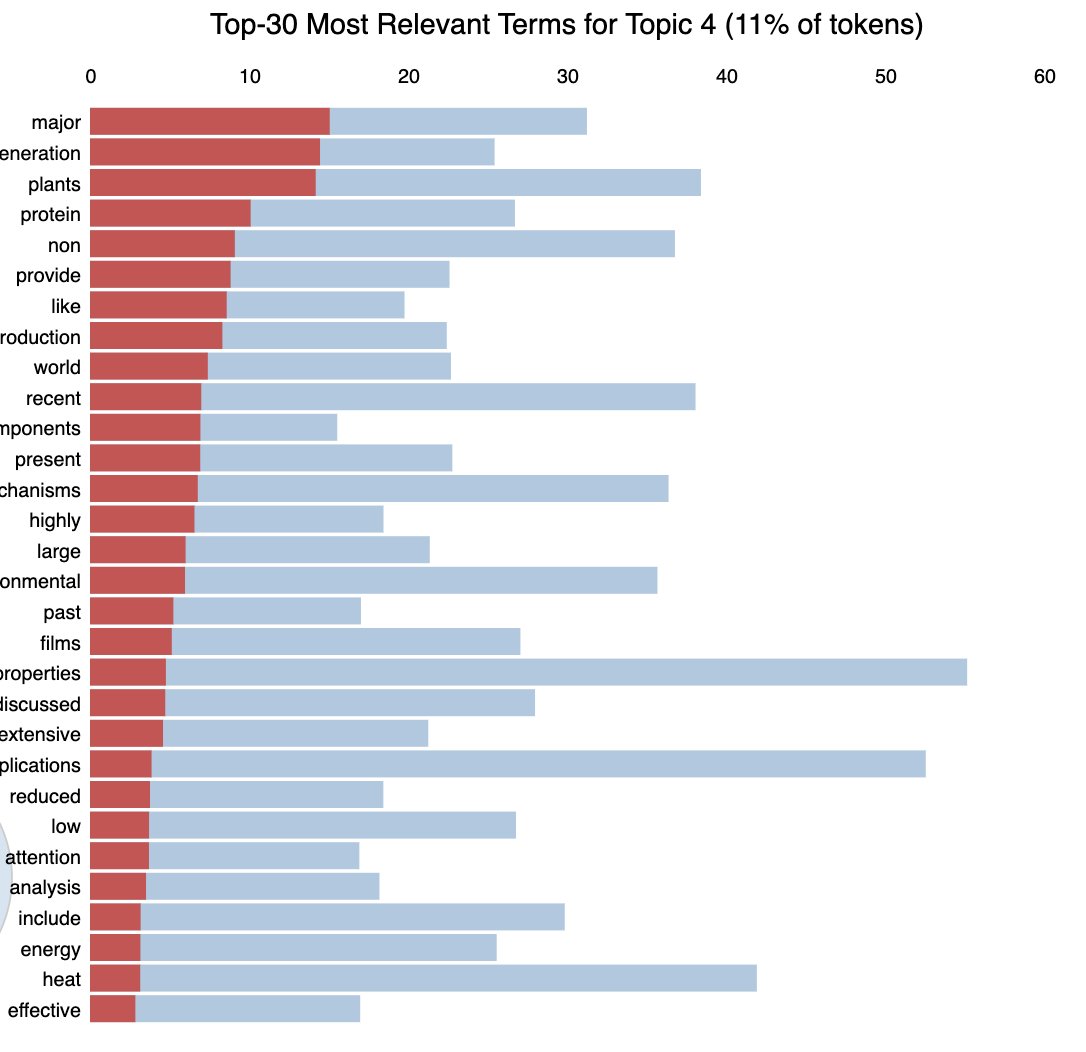 Top-30 Most Relevant Terms for Topic 4 (11% of tokens)
0 10 20 30 40 50 60
major
eneration
plants
protein
non
provide
like
roduction
world
recent
mponents
present
chanisms
highly
large
onmental
past
films
properties
discussed
extensive
plications
reduced
low
attention
analysis
include
energy
heat
effective